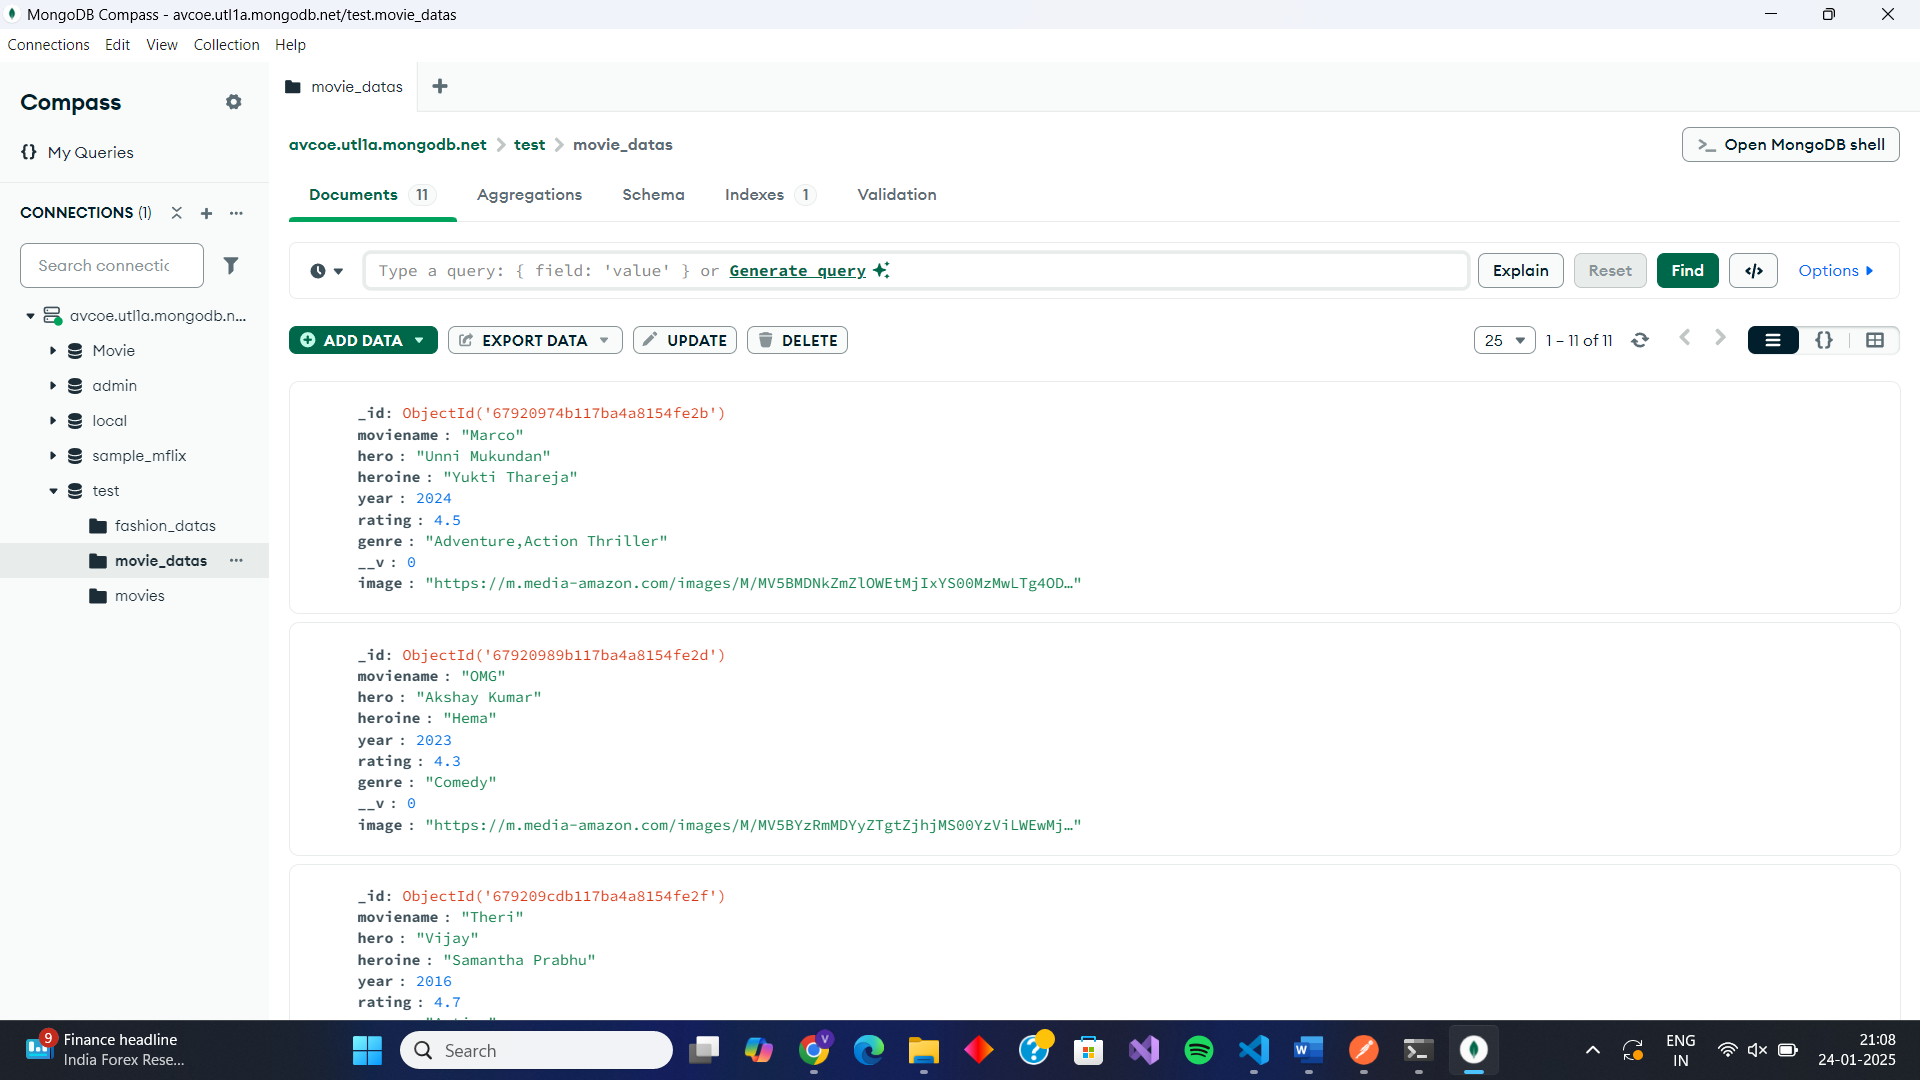 MongoDB Compass - avcoe.utl1a.mongodb.net/test.movie_datas
Connections Edit View Collection Help
Compass
{} My Queries
CONNECTIONS (1)
Search connectic
avcoe.utl1a.mongodb.n...
Movie
admin
local
sample_mflix
test
fashion_datas
movie_datas
movies
movie_datas
avcoe.utl1a.mongodb.net > test > movie_datas
>_ Open MongoDB shell
Documents 11 Aggregations Schema Indexes 1 Validation
Type a query: { field: 'value' } or Generate query
Explain Reset Find </> Options
ADD DATA EXPORT DATA UPDATE DELETE
25 1 – 11 of 11 {}
_id: ObjectId('67920974b117ba4a8154fe2b')
moviename : "Marco"
hero : "Unni Mukundan"
heroine : "Yukti Thareja"
year : 2024
rating : 4.5
genre : "Adventure,Action Thriller"
__v : 0
image : "https://m.media-amazon.com/images/M/MV5BMDNkZmZlOWEtMjIxYS00MzMwLTg4OD…"
_id: ObjectId('67920989b117ba4a8154fe2d')
moviename : "OMG"
hero : "Akshay Kumar"
heroine : "Hema"
year : 2023
rating : 4.3
genre : "Comedy"
__v : 0
image : "https://m.media-amazon.com/images/M/MV5BYzRmMDYyZTgtZjhjMS00YzViLWEwMj…"
_id: ObjectId('679209cdb117ba4a8154fe2f')
moviename : "Theri"
hero : "Vijay"
heroine : "Samantha Prabhu"
year : 2016
rating : 4.7
9
Finance headline
India Forex Rese...
Search
V
ENG
IN
21:08
24-01-2025